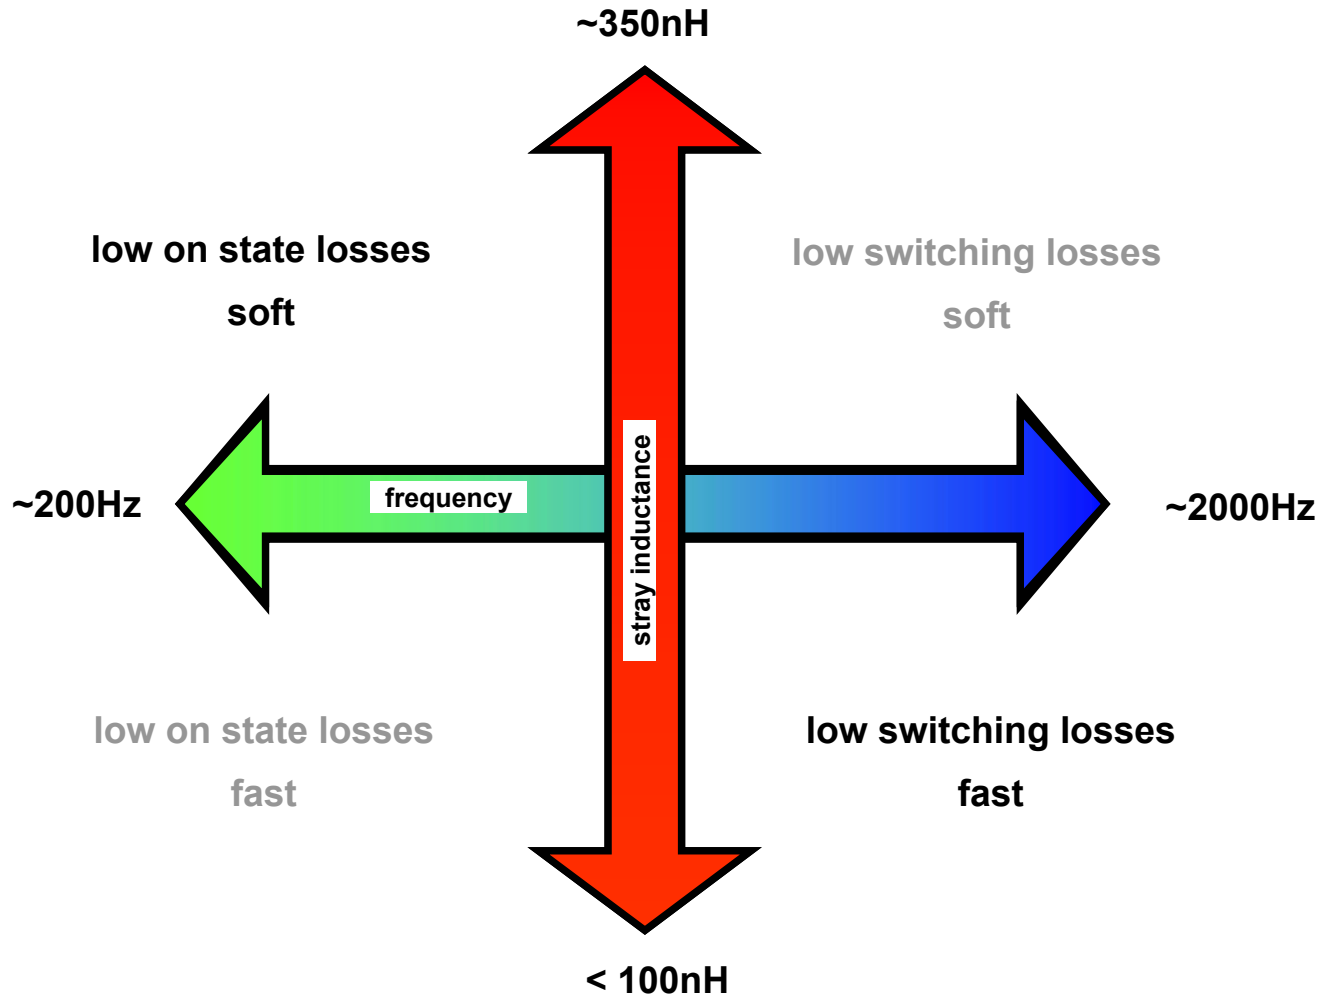 ~350nH
low on state losses
soft
low switching losses
soft
~200Hz
frequency
stray inductance
~2000Hz
low on state losses
fast
low switching losses
fast
< 100nH